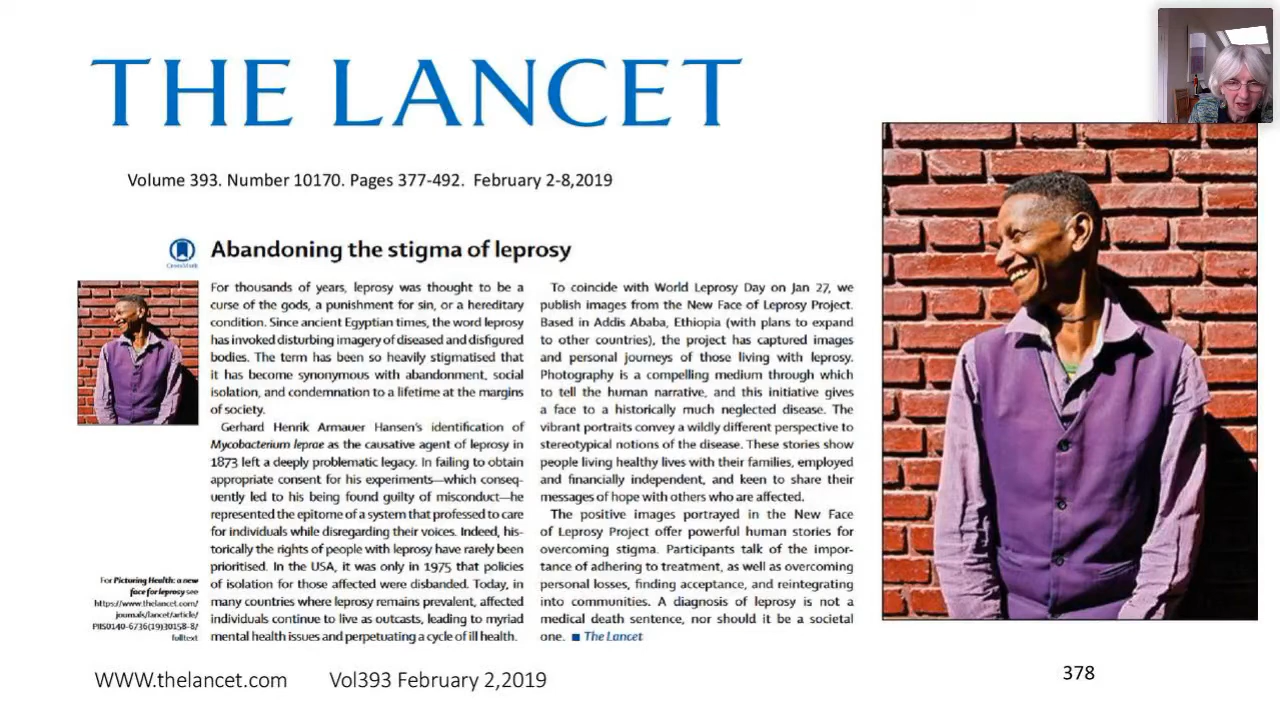 THE LANCET
Volume 393. Number 10170. Pages 377-492. February 2-8,2019
CrossMark
Abandoning the stigma of leprosy
For thousands of years, leprosy was thought to be a
curse of the gods, a punishment for sin, or a hereditary
condition. Since ancient Egyptian times, the word leprosy
has invoked disturbing imagery of diseased and disfigured
bodies. The term has been so heavily stigmatised that
it has become synonymous with abandonment, social
isolation, and condemnation to a lifetime at the margins
of society.
Gerhard Henrik Armauer Hansen's identification of
Mycobacterium leprae as the causative agent of leprosy in
1873 left a deeply problematic legacy. In failing to obtain
appropriate consent for his experiments—which conseq-
uently led to his being found guilty of misconduct—he
represented the epitome of a system that professed to care
for individuals while disregarding their voices. Indeed, his-
torically the rights of people with leprosy have rarely been
prioritised. In the USA, it was only in 1975 that policies
of isolation for those affected were disbanded. Today, in
many countries where leprosy remains prevalent, affected
individuals continue to live as outcasts, leading to myriad
mental health issues and perpetuating a cycle of ill health.
To coincide with World Leprosy Day on Jan 27, we
publish images from the New Face of Leprosy Project.
Based in Addis Ababa, Ethiopia (with plans to expand
to other countries), the project has captured images
and personal journeys of those living with leprosy.
Photography is a compelling medium through which
to tell the human narrative, and this initiative gives
a face to a historically much neglected disease. The
vibrant portraits convey a wildly different perspective to
stereotypical notions of the disease. These stories show
people living healthy lives with their families, employed
and financially independent, and keen to share their
messages of hope with others who are affected.
The positive images portrayed in the New Face
of Leprosy Project offer powerful human stories for
overcoming stigma. Participants talk of the impor-
tance of adhering to treatment, as well as overcoming
personal losses, finding acceptance, and reintegrating
into communities. A diagnosis of leprosy is not a
medical death sentence, nor should it be a societal
one. ■ The Lancet
For Picturing Health: a new
face for leprosy see
https://www.thelancet.com/
journals/lancet/article/
PIIS0140-6736(19)30158-8/
fulltext
WWW.thelancet.com Vol393 February 2,2019
378